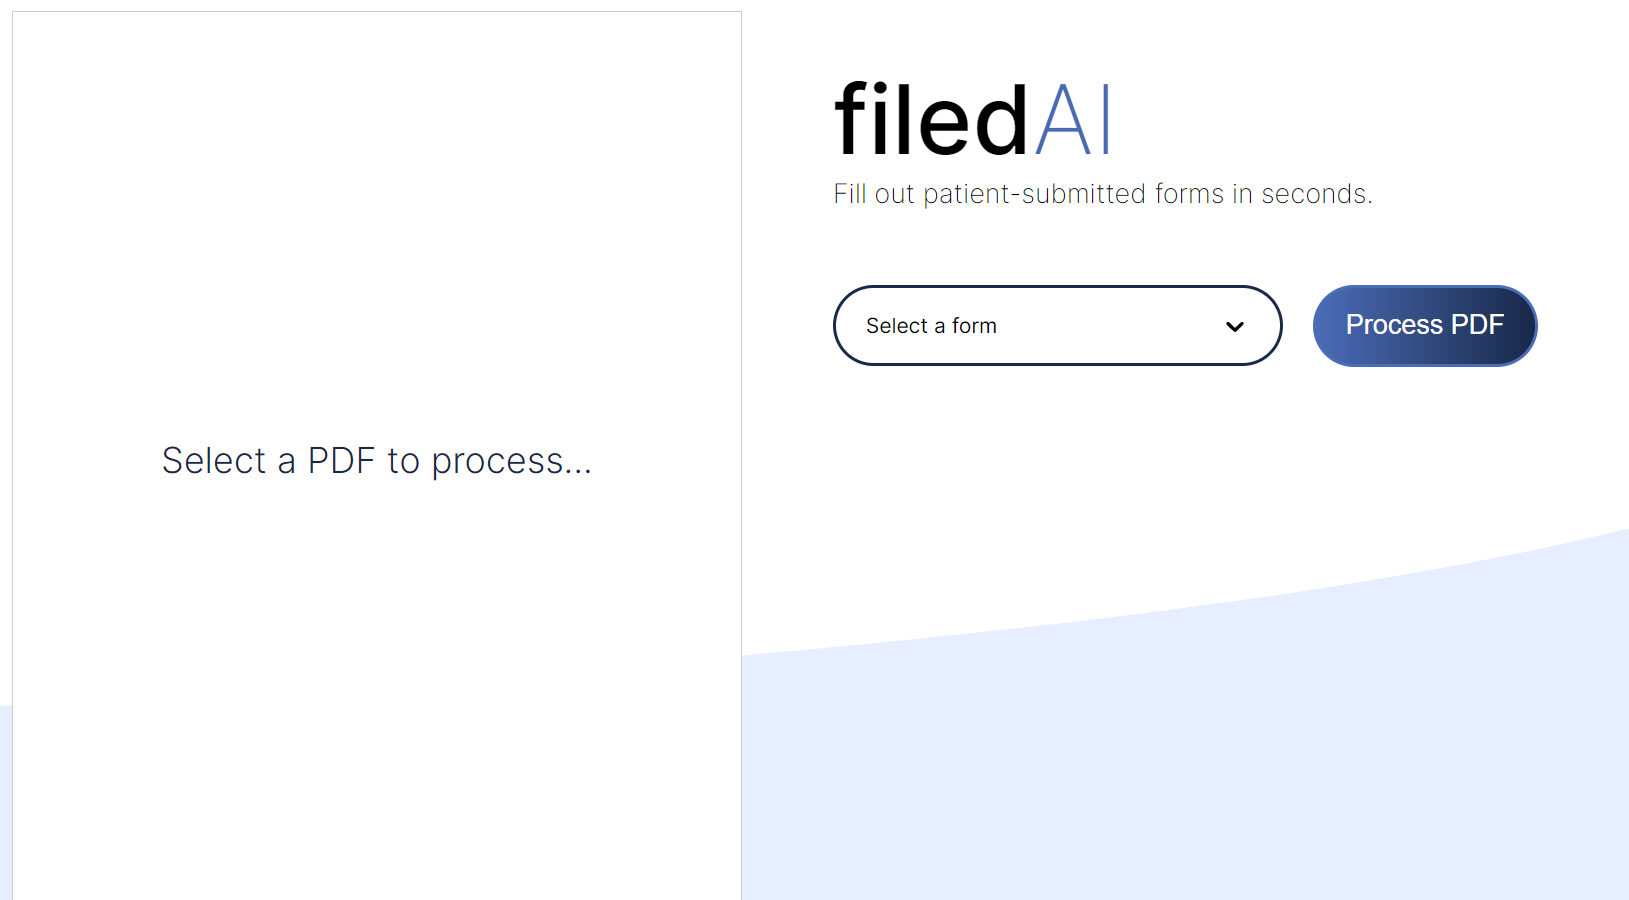 Select a PDF to process...
filedAI
Fill out patient-submitted forms in seconds.
Select a form
Process PDF